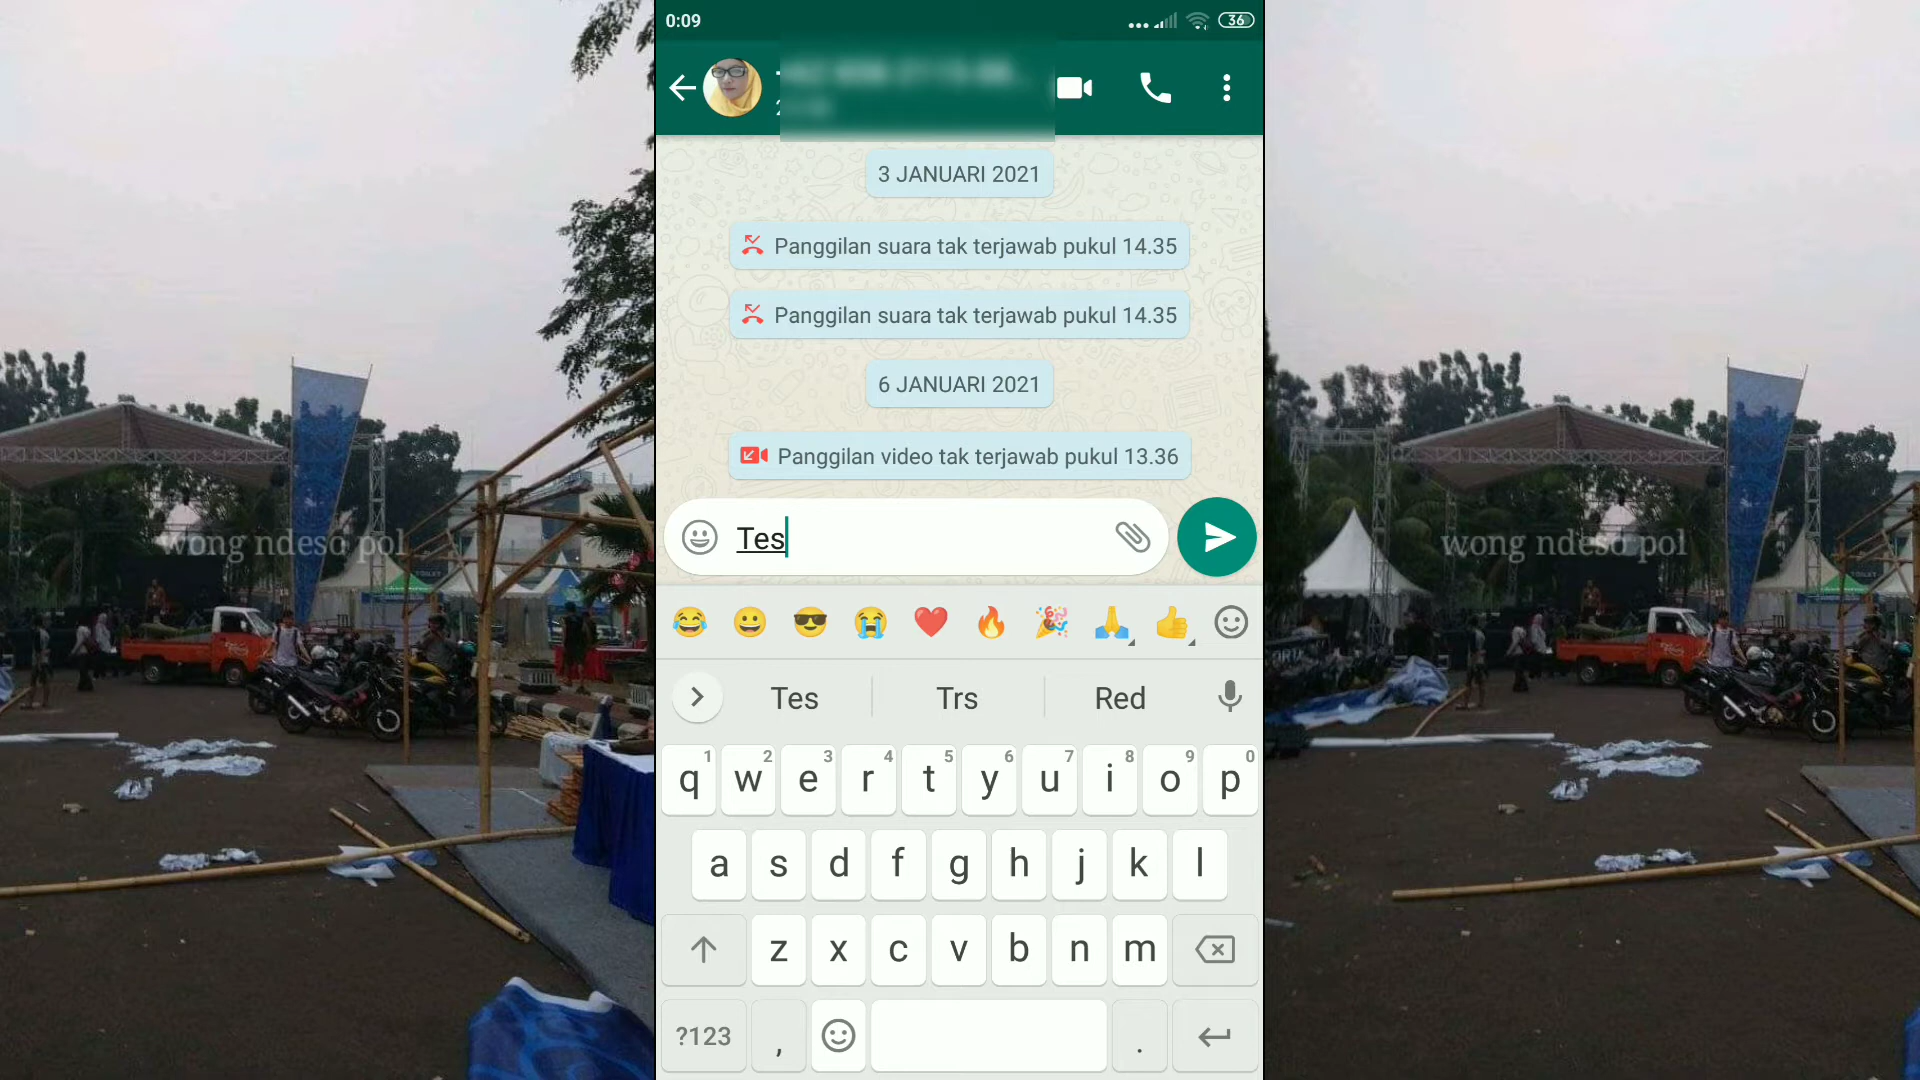 0:09
36
3 JANUARI 2021
Panggilan suara tak terjawab pukul 14.35
Panggilan suara tak terjawab pukul 14.35
6 JANUARI 2021
Panggilan video tak terjawab pukul 13.36
Tes
Tes Trs Red
1 2 3 4 5 6 7 8 9 0
q w e r t y u i o p
a s d f g h j k l
z x c v b n m
?123 , .
wong ndeso pol
wong ndeso pol
TOILET